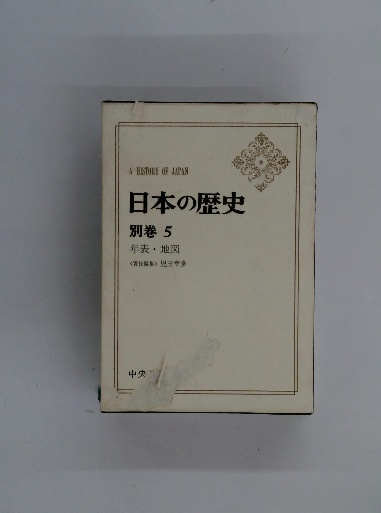 A HISTORY OF JAPAN
日本の歴史
別巻 5
年表・地図
〈責任編集〉児玉幸多
中央